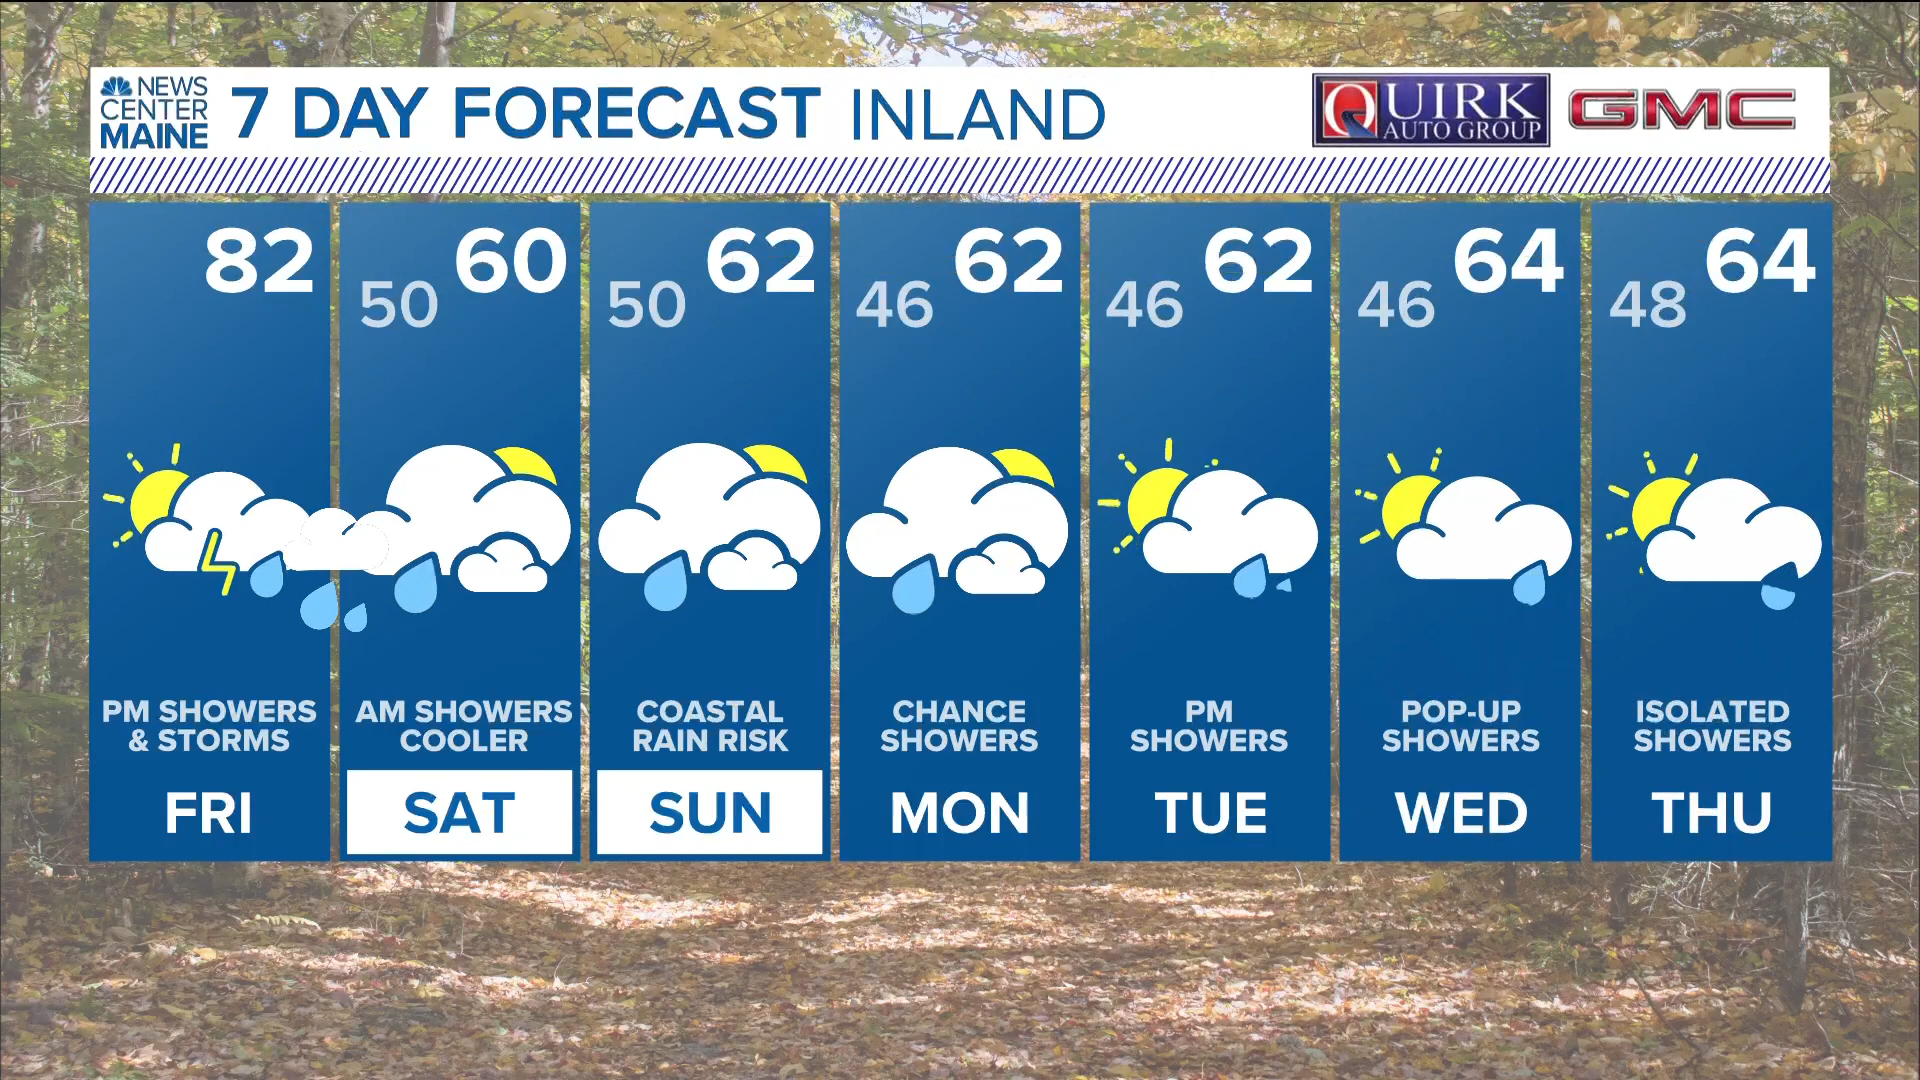 NEWS
CENTER
MAINE
7 DAY FORECAST INLAND
QUIRK
AUTO GROUP
GMC
82
50 60
50 62
46 62
46 62
46 64
48 64
PM SHOWERS
& STORMS
AM SHOWERS
COOLER
COASTAL
RAIN RISK
CHANCE
SHOWERS
PM
SHOWERS
POP-UP
SHOWERS
ISOLATED
SHOWERS
FRI
SAT
SUN
MON
TUE
WED
THU